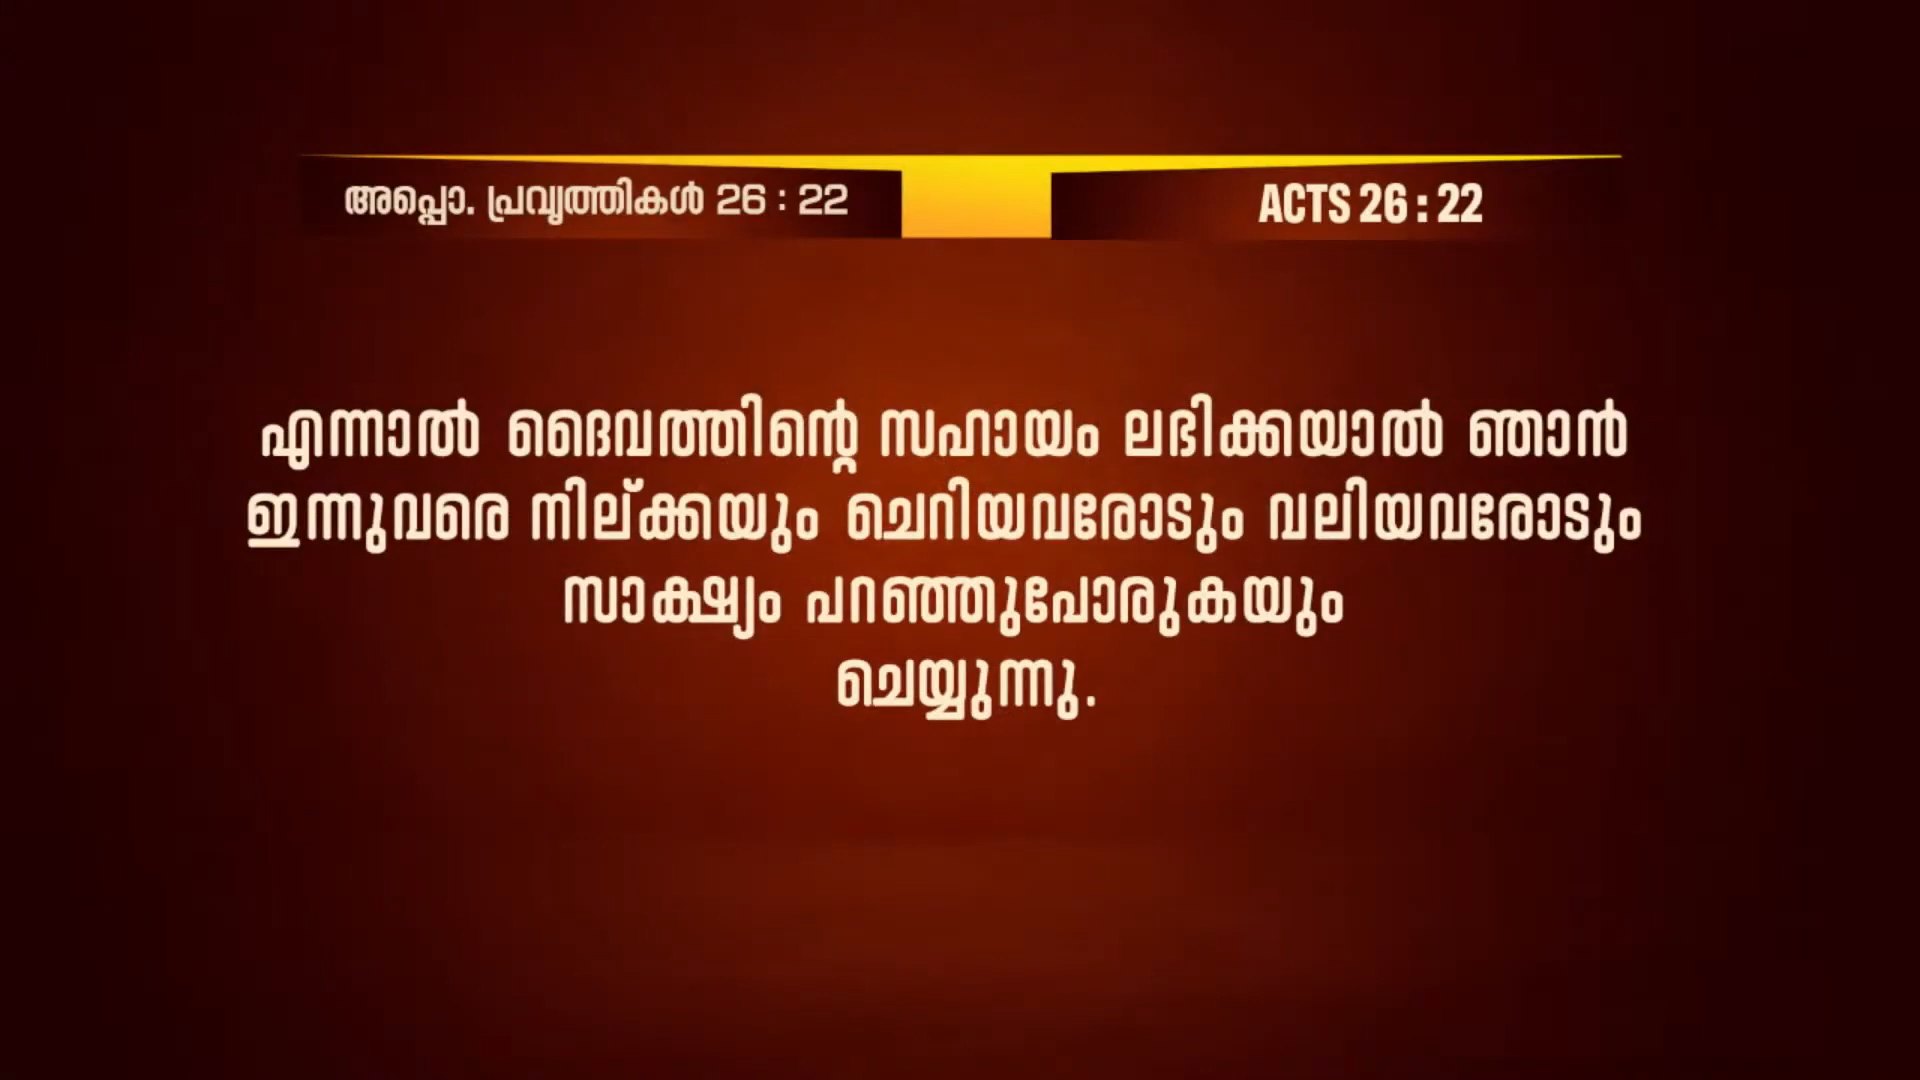 അപ്പൊ. പ്രവൃത്തികൾ 26 : 22
ACTS 26 : 22
എന്നാൽ ദൈവത്തിന്റെ സഹായം ലഭിക്കയാൽ ഞാൻ
ഇന്നുവരെ നില്ക്കയും ചെറിയവരോടും വലിയവരോടും
സാക്ഷ്യം പറഞ്ഞുപോരുകയും
ചെയ്യുന്നു.